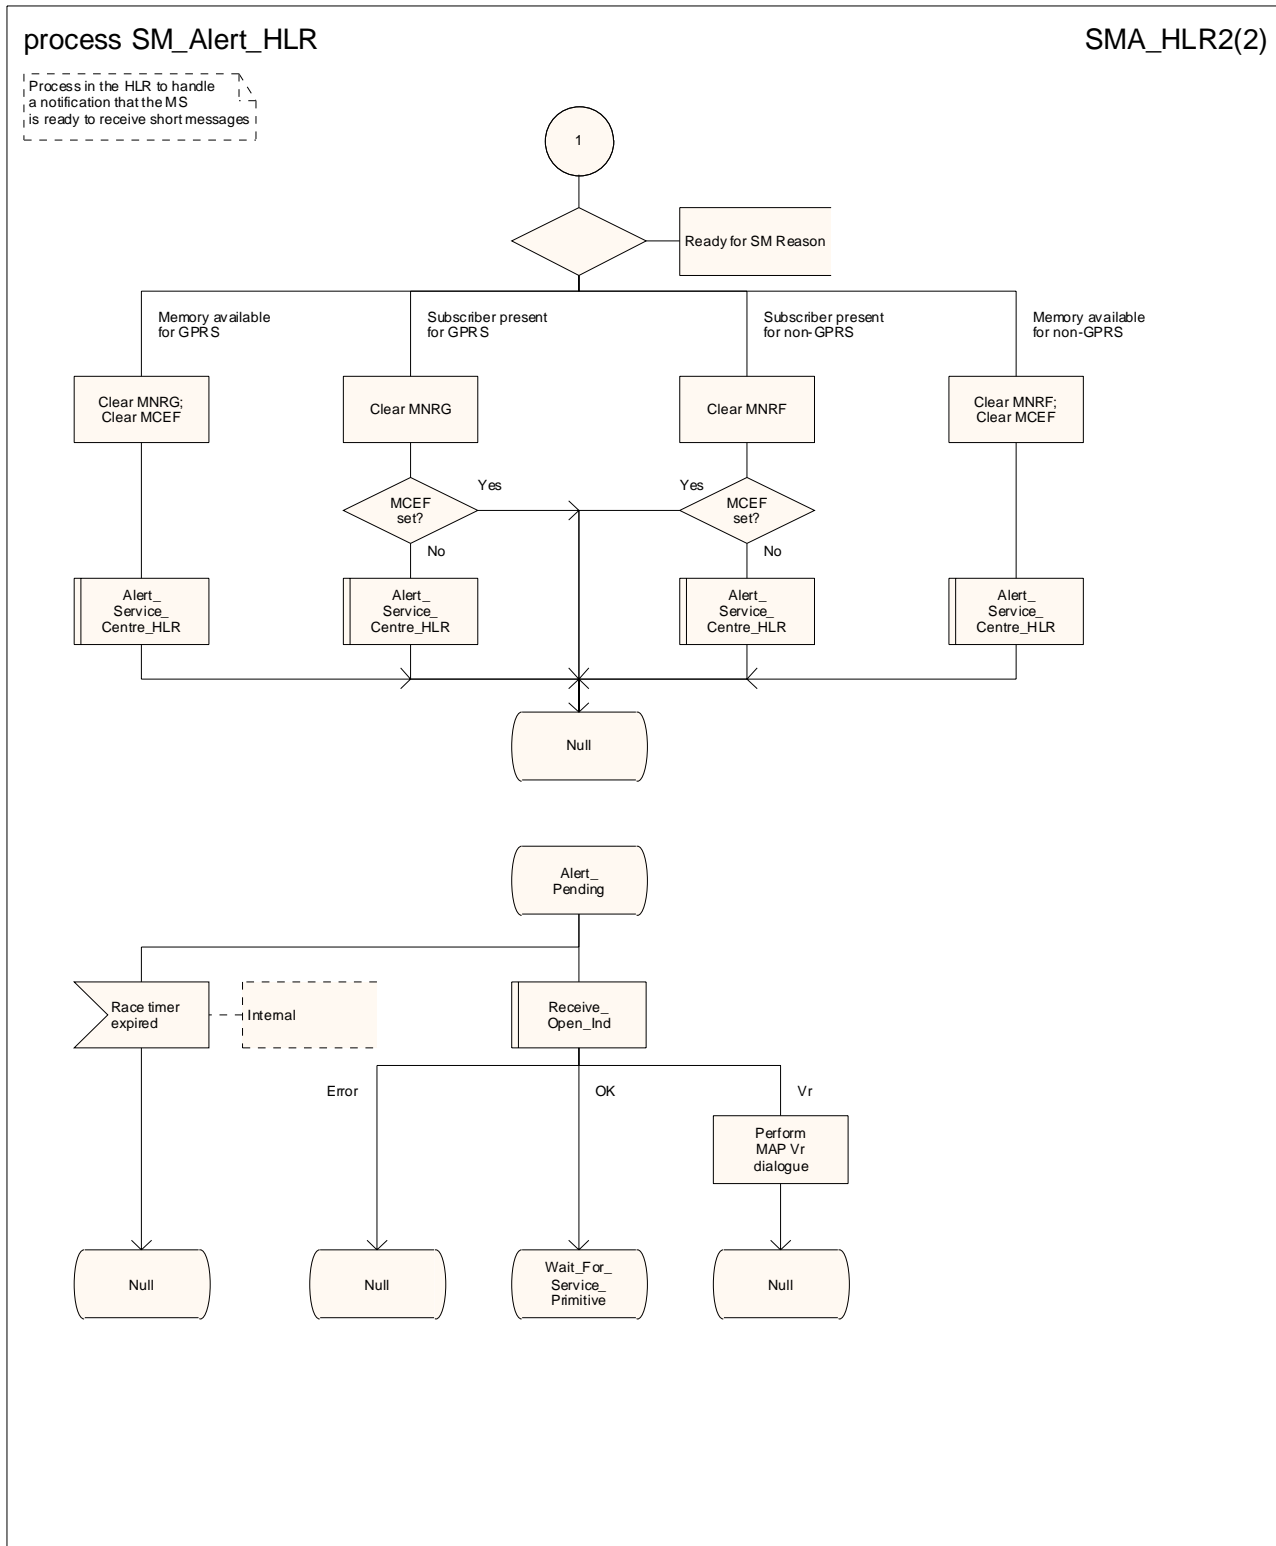 process SM_Alert_HLR
SMA_HLR2(2)
Process in the HLR to handle
a notification that the MS
is ready to receive short messages
1
Ready for SM Reason
Memory available
for GPRS
Subscriber present
for GPRS
Subscriber present
for non-GPRS
Memory available
for non-GPRS
Clear MNRG;
Clear MCEF
Clear MNRG
Clear MNRF
Clear MNRF;
Clear MCEF
Yes
Yes
MCEF
set?
MCEF
set?
No
No
Alert_
Service_
Centre_HLR
Alert_
Service_
Centre_HLR
Alert_
Service_
Centre_HLR
Alert_
Service_
Centre_HLR
Null
Alert_
Pending
Race timer
expired
Internal
Receive_
Open_Ind
Error
OK
Vr
Perform
MAP Vr
dialogue
Null
Null
Wait_For_
Service_
Primitive
Null